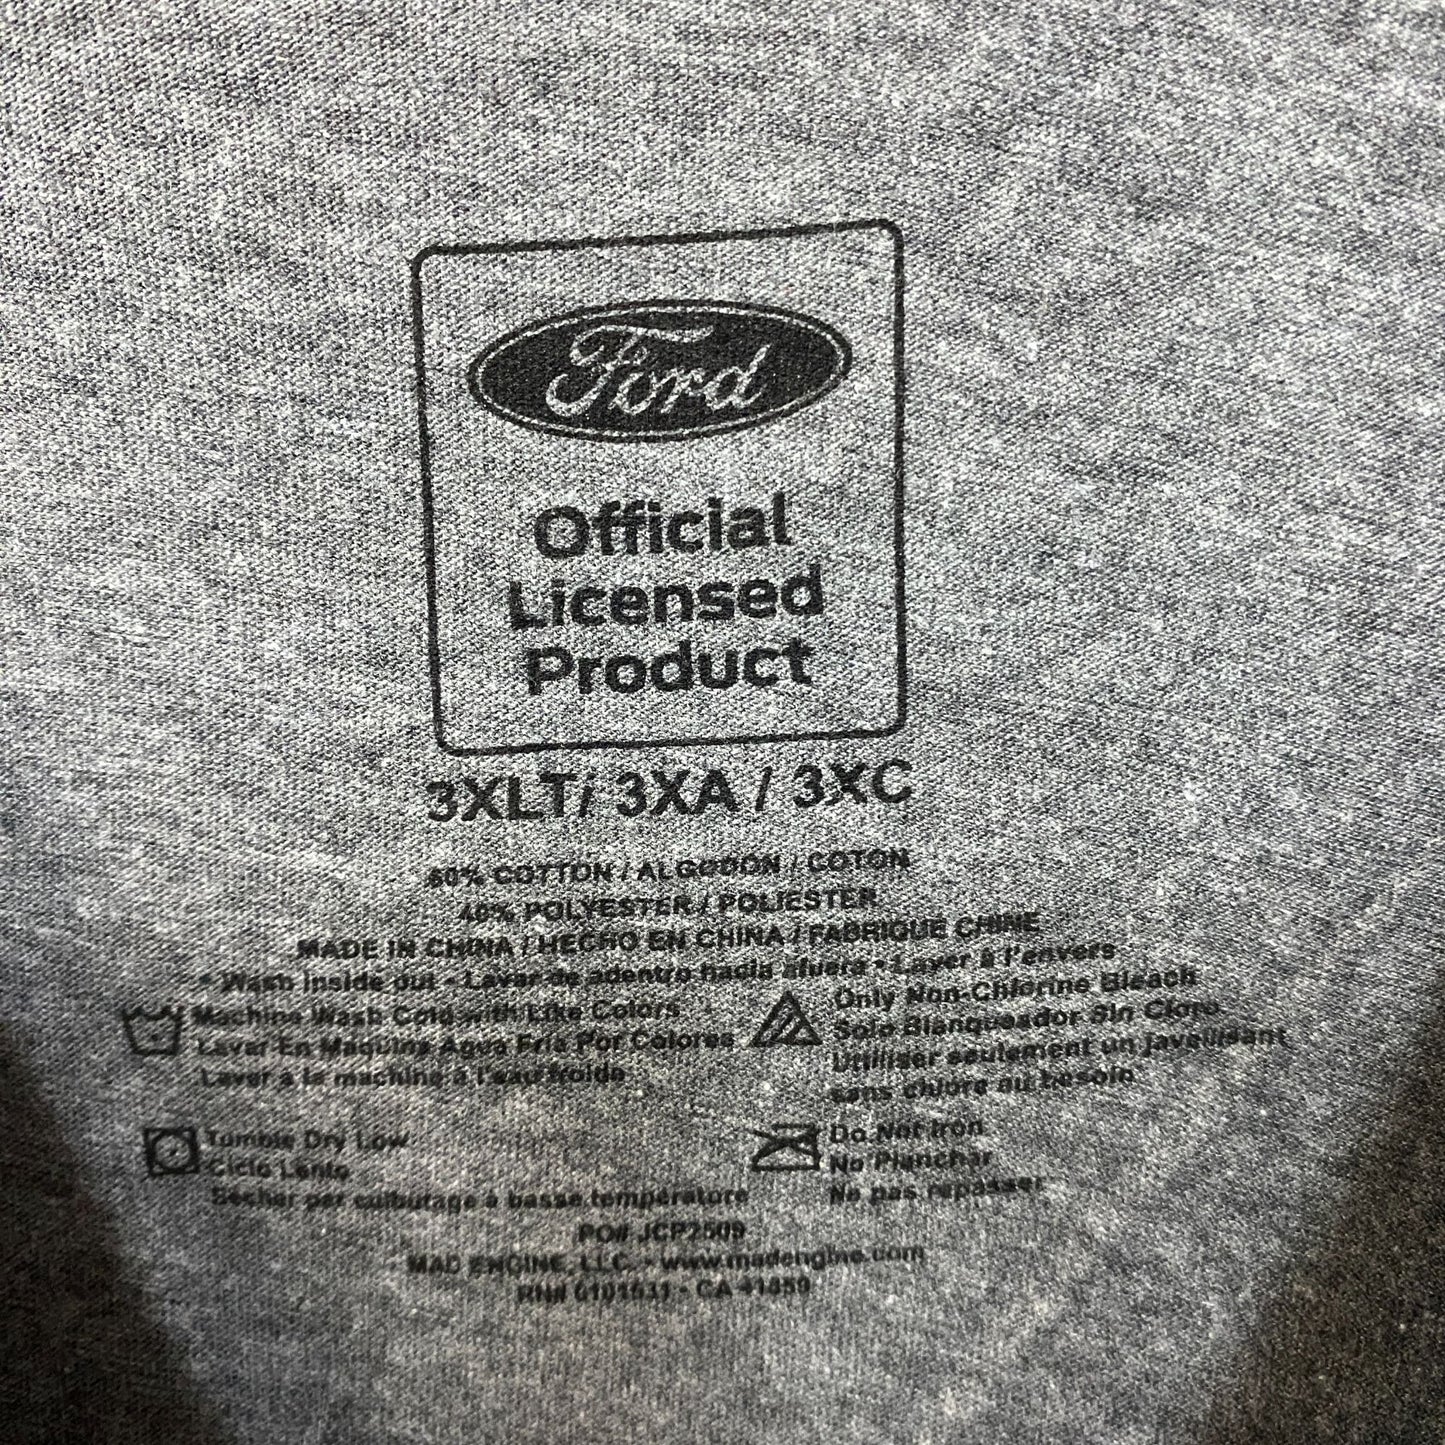 Ford
Official
Licensed
Product
3XLT/ 3XA / 3XC
60% COTTON / ALGODON / COTON
40% POLYESTER / POLIESTER
MADE IN CHINA / HECHO EN CHINA / FABRIQUE CHINE
• Wash inside out - Lavar de adentro hacia afuera • Laver à l'envers
Machine Wash Cold with Like Colors
Lavar En Maquina Agua Fria Por Colores
Laver à la machine à l'eau froide
Only Non-Chlorine Bleach
Solo Blanqueador Sin Cloro
Utiliser seulement un javellisant
sans chlore au besoin
Tumble Dry Low
Ciclo Lento
Sécher par culbutage à basse température
Do Not Iron
No Planchar
Ne pas repasser
PO# JCP2509
MAD ENGINE, LLC. • www.madengine.com
RN# • CA